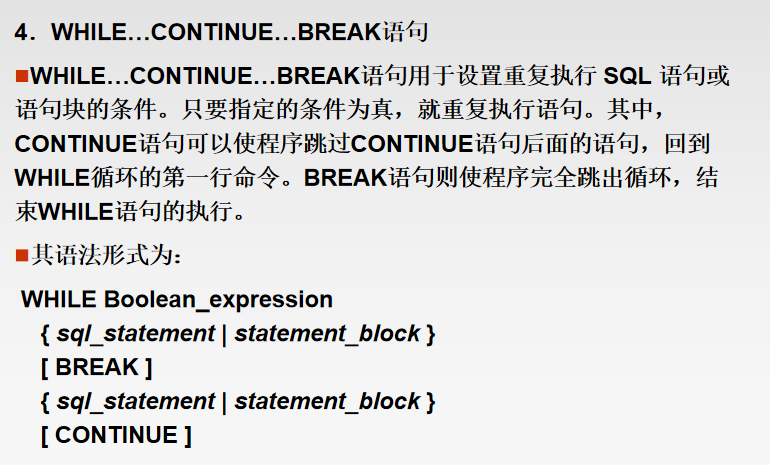 4．WHILE…CONTINUE…BREAK语句
■WHILE…CONTINUE…BREAK语句用于设置重复执行 SQL 语句或
语句块的条件。只要指定的条件为真，就重复执行语句。其中，
CONTINUE语句可以使程序跳过CONTINUE语句后面的语句，回到
WHILE循环的第一行命令。BREAK语句则使程序完全跳出循环，结
束WHILE语句的执行。
■其语法形式为：
WHILE Boolean_expression
{ sql_statement | statement_block }
[ BREAK ]
{ sql_statement | statement_block }
[ CONTINUE ]